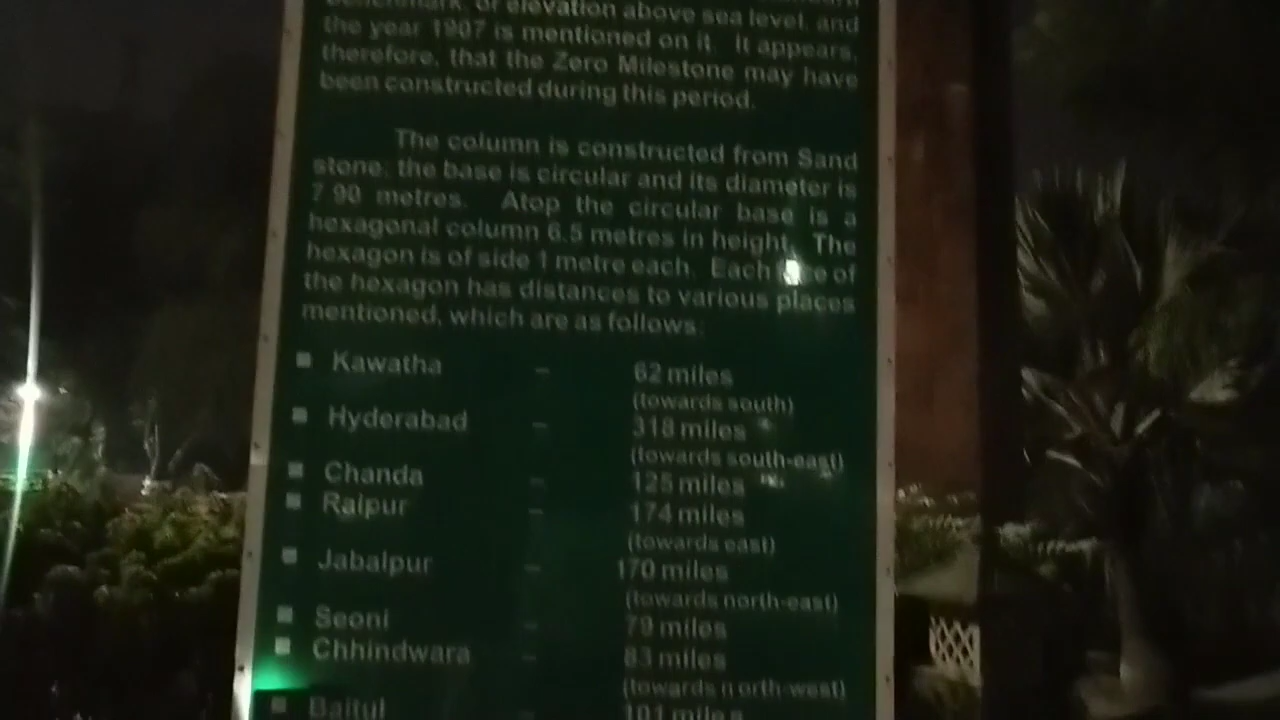 benchmark, or elevation above sea level, and
the year 1907 is mentioned on it. It appears,
therefore, that the Zero Milestone may have
been constructed during this period.
The column is constructed from Sand
stone; the base is circular and its diameter is
7.90 metres. Atop the circular base is a
hexagonal column 6.5 metres in height. The
hexagon is of side 1 metre each. Each of
the hexagon has distances to various places
mentioned, which are as follows:
▪ Kawatha – 62 miles
(towards south)
▪ Hyderabad – 318 miles
(towards south-east)
▪ Chanda – 125 miles
▪ Raipur – 174 miles
(towards east)
▪ Jabalpur – 170 miles
(towards north-east)
▪ Seoni – 79 miles
▪ Chhindwara – 83 miles
(towards n orth-west)
▪ Baitul 101 miles